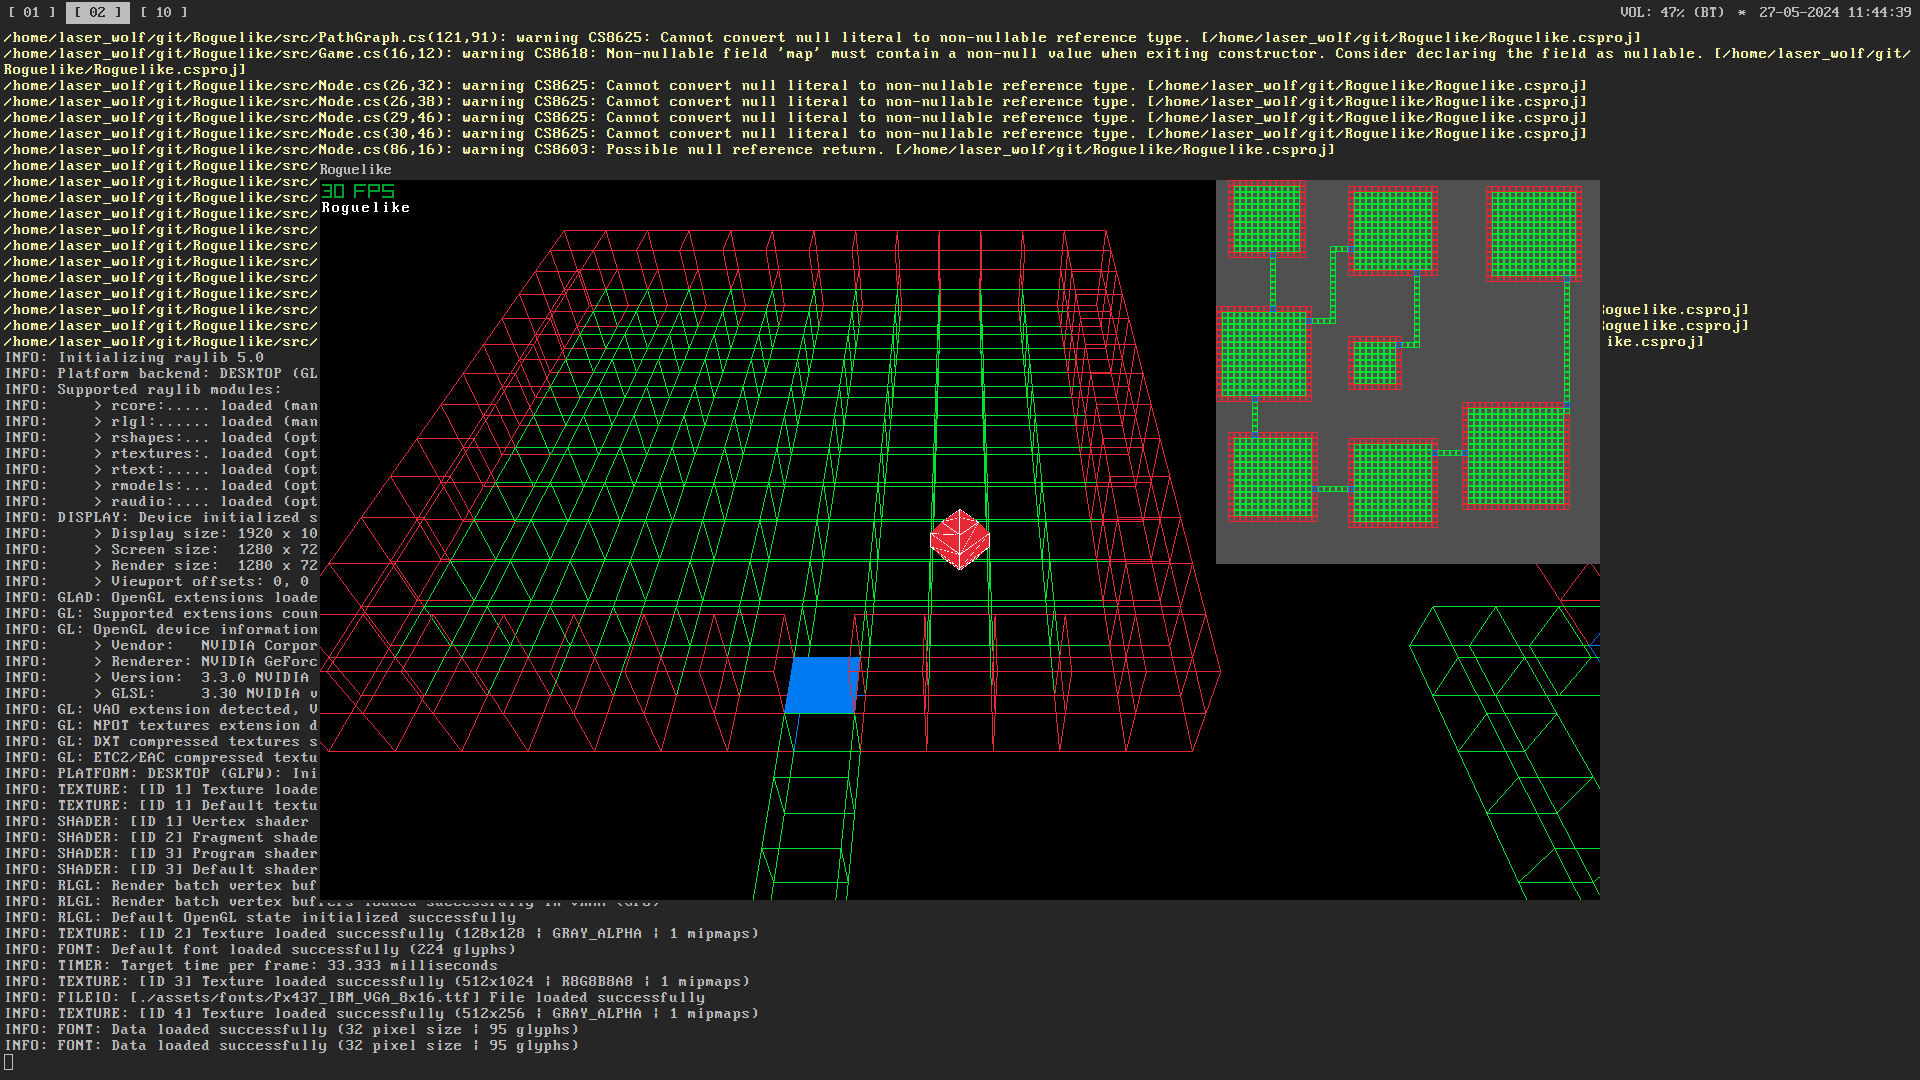 [ 01 ] [ 02 ] [ 10 ] VOL: 47% (BT) * 27-05-2024 11:44:39
/home/laser_wolf/git/Roguelike/src/PathGraph.cs(121,91): warning CS8625: Cannot convert null literal to non-nullable reference type. [/home/laser_wolf/git/Roguelike/Roguelike.csproj]
/home/laser_wolf/git/Roguelike/src/Game.cs(16,12): warning CS8618: Non-nullable field 'map' must contain a non-null value when exiting constructor. Consider declaring the field as nullable. [/home/laser_wolf/git/
Roguelike/Roguelike.csproj]
/home/laser_wolf/git/Roguelike/src/Node.cs(26,32): warning CS8625: Cannot convert null literal to non-nullable reference type. [/home/laser_wolf/git/Roguelike/Roguelike.csproj]
/home/laser_wolf/git/Roguelike/src/Node.cs(26,38): warning CS8625: Cannot convert null literal to non-nullable reference type. [/home/laser_wolf/git/Roguelike/Roguelike.csproj]
/home/laser_wolf/git/Roguelike/src/Node.cs(29,46): warning CS8625: Cannot convert null literal to non-nullable reference type. [/home/laser_wolf/git/Roguelike/Roguelike.csproj]
/home/laser_wolf/git/Roguelike/src/Node.cs(30,46): warning CS8625: Cannot convert null literal to non-nullable reference type. [/home/laser_wolf/git/Roguelike/Roguelike.csproj]
/home/laser_wolf/git/Roguelike/src/Node.cs(86,16): warning CS8603: Possible null reference return. [/home/laser_wolf/git/Roguelike/Roguelike.csproj]
/home/laser_wolf/git/Roguelike/src/
Roguelike
/home/laser_wolf/git/Roguelike/src/
30 FPS
/home/laser_wolf/git/Roguelike/src/
Roguelike
/home/laser_wolf/git/Roguelike/src/
/home/laser_wolf/git/Roguelike/src/
/home/laser_wolf/git/Roguelike/src/
/home/laser_wolf/git/Roguelike/src/
/home/laser_wolf/git/Roguelike/src/
/home/laser_wolf/git/Roguelike/src/
/home/laser_wolf/git/Roguelike/src/ oguelike.csproj]
/home/laser_wolf/git/Roguelike/src/ oguelike.csproj]
/home/laser_wolf/git/Roguelike/src/ ike.csproj]
INFO: Initializing raylib 5.0
INFO: Platform backend: DESKTOP (GL
INFO: Supported raylib modules:
INFO:     > rcore:..... loaded (man
INFO:     > rlgl:...... loaded (man
INFO:     > rshapes:... loaded (opt
INFO:     > rtextures:. loaded (opt
INFO:     > rtext:..... loaded (opt
INFO:     > rmodels:... loaded (opt
INFO:     > raudio:.... loaded (opt
INFO: DISPLAY: Device initialized s
INFO:     > Display size: 1920 x 10
INFO:     > Screen size:  1280 x 72
INFO:     > Render size:  1280 x 72
INFO:     > Viewport offsets: 0, 0
INFO: GLAD: OpenGL extensions loade
INFO: GL: Supported extensions coun
INFO: GL: OpenGL device information
INFO:     > Vendor:   NVIDIA Corpor
INFO:     > Renderer: NVIDIA GeForc
INFO:     > Version:  3.3.0 NVIDIA
INFO:     > GLSL:     3.30 NVIDIA v
INFO: GL: VAO extension detected, V
INFO: GL: NPOT textures extension d
INFO: GL: DXT compressed textures s
INFO: GL: ETC2/EAC compressed textu
INFO: PLATFORM: DESKTOP (GLFW): Ini
INFO: TEXTURE: [ID 1] Texture loade
INFO: TEXTURE: [ID 1] Default textu
INFO: SHADER: [ID 1] Vertex shader
INFO: SHADER: [ID 2] Fragment shade
INFO: SHADER: [ID 3] Program shader
INFO: SHADER: [ID 3] Default shader
INFO: RLGL: Render batch vertex buf
INFO: RLGL: Render batch vertex buffers loaded successfully in VRAM (GPU)
INFO: RLGL: Default OpenGL state initialized successfully
INFO: TEXTURE: [ID 2] Texture loaded successfully (128x128 | GRAY_ALPHA | 1 mipmaps)
INFO: FONT: Default font loaded successfully (224 glyphs)
INFO: TIMER: Target time per frame: 33.333 milliseconds
INFO: TEXTURE: [ID 3] Texture loaded successfully (512x1024 | R8G8B8A8 | 1 mipmaps)
INFO: FILEIO: [./assets/fonts/Px437_IBM_VGA_8x16.ttf] File loaded successfully
INFO: TEXTURE: [ID 4] Texture loaded successfully (512x256 | GRAY_ALPHA | 1 mipmaps)
INFO: FONT: Data loaded successfully (32 pixel size | 95 glyphs)
INFO: FONT: Data loaded successfully (32 pixel size | 95 glyphs)